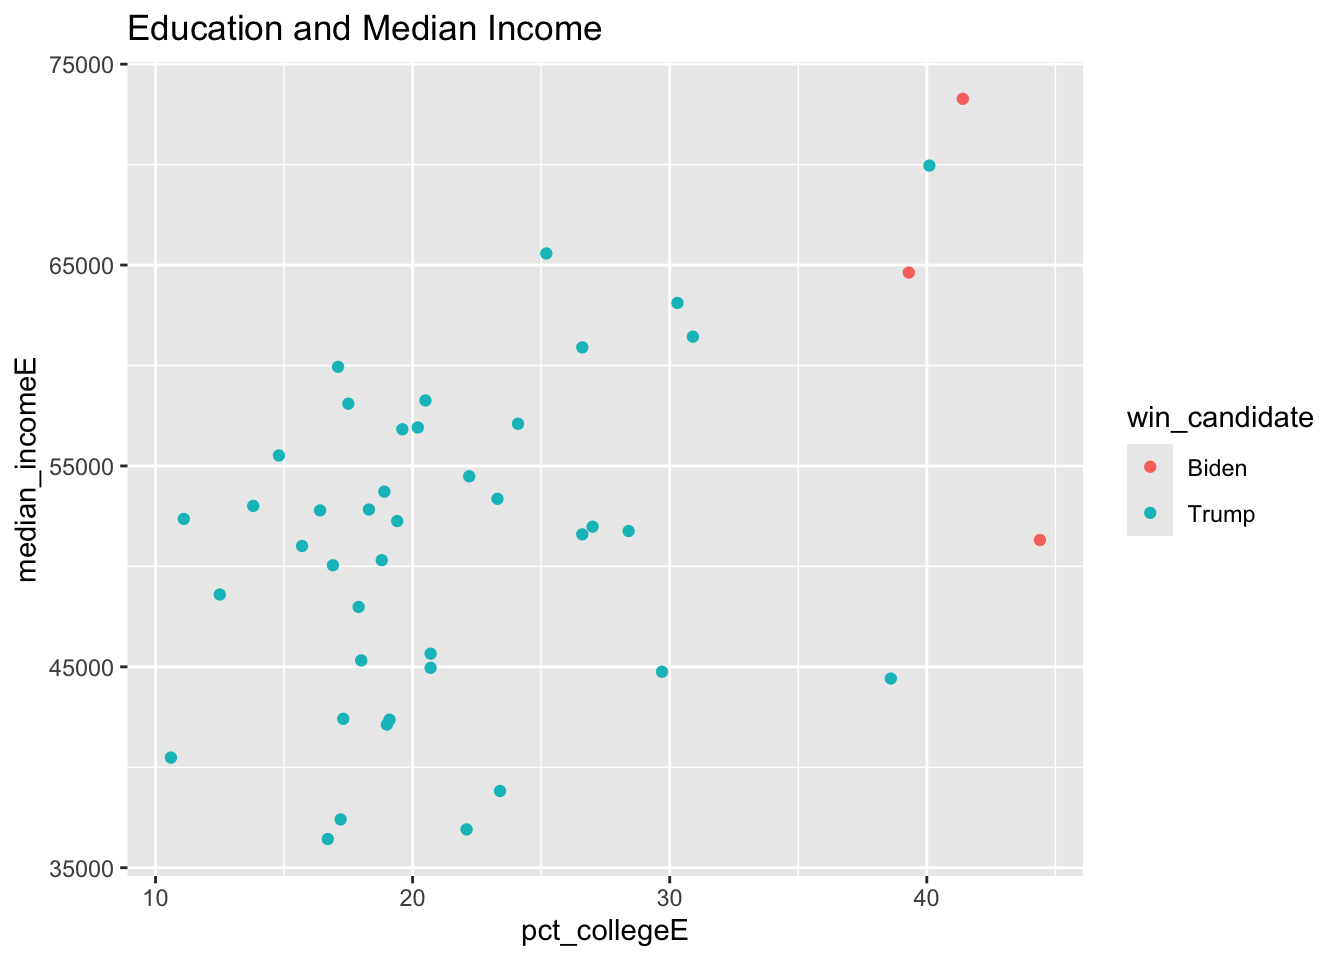 Education and Median Income
75000
65000
55000
45000
35000
median_incomeE
10 20 30 40
pct_collegeE
win_candidate
Biden
Trump